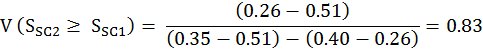 V (S_SC2 ≥ S_SC1) = (0.26 − 0.51) / ((0.35 − 0.51) − (0.40 − 0.26)) = 0.83